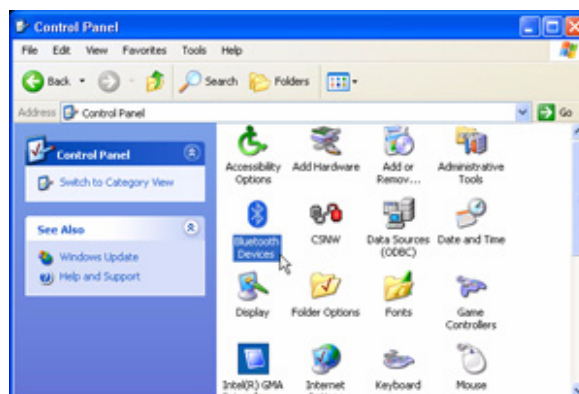 Control Panel
File Edit View Favorites Tools Help
Back Search Folders
Address Control Panel Go
Control Panel
Switch to Category View
See Also
Windows Update
Help and Support
Accessibility Options
Add Hardware
Add or Remov...
Administrative Tools
Bluetooth Devices
CSNW
Data Sources (ODBC)
Date and Time
Display
Folder Options
Fonts
Game Controllers
Intel(R) GMA
Internet
Keyboard
Mouse